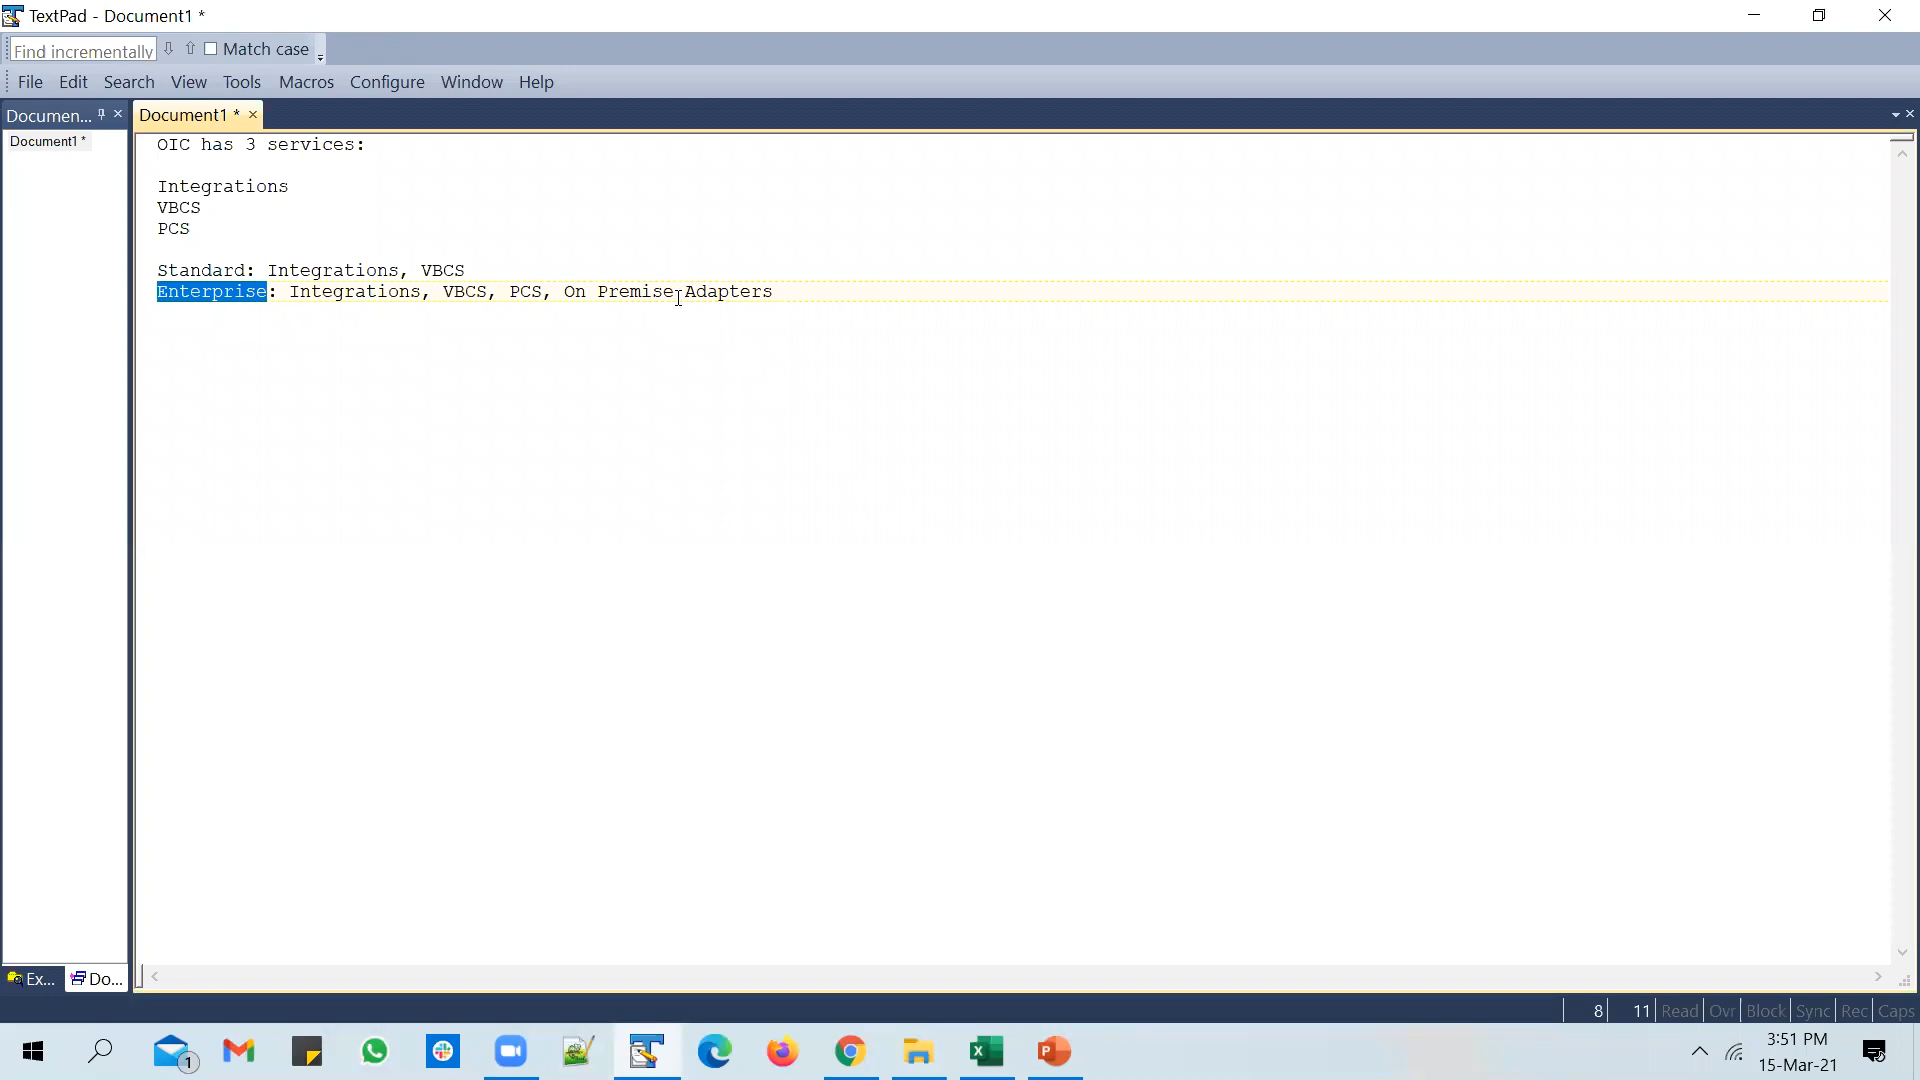 TextPad - Document1 *
Find incrementally
Match case
File Edit Search View Tools Macros Configure Window Help
Documen...
Document1 *
Document1 *
OIC has 3 services:
Integrations
VBCS
PCS
Standard: Integrations, VBCS
Enterprise: Integrations, VBCS, PCS, On Premise Adapters
Ex... Do...
8 11 Read Ovr Block Sync Rec Caps
1
3:51 PM
15-Mar-21